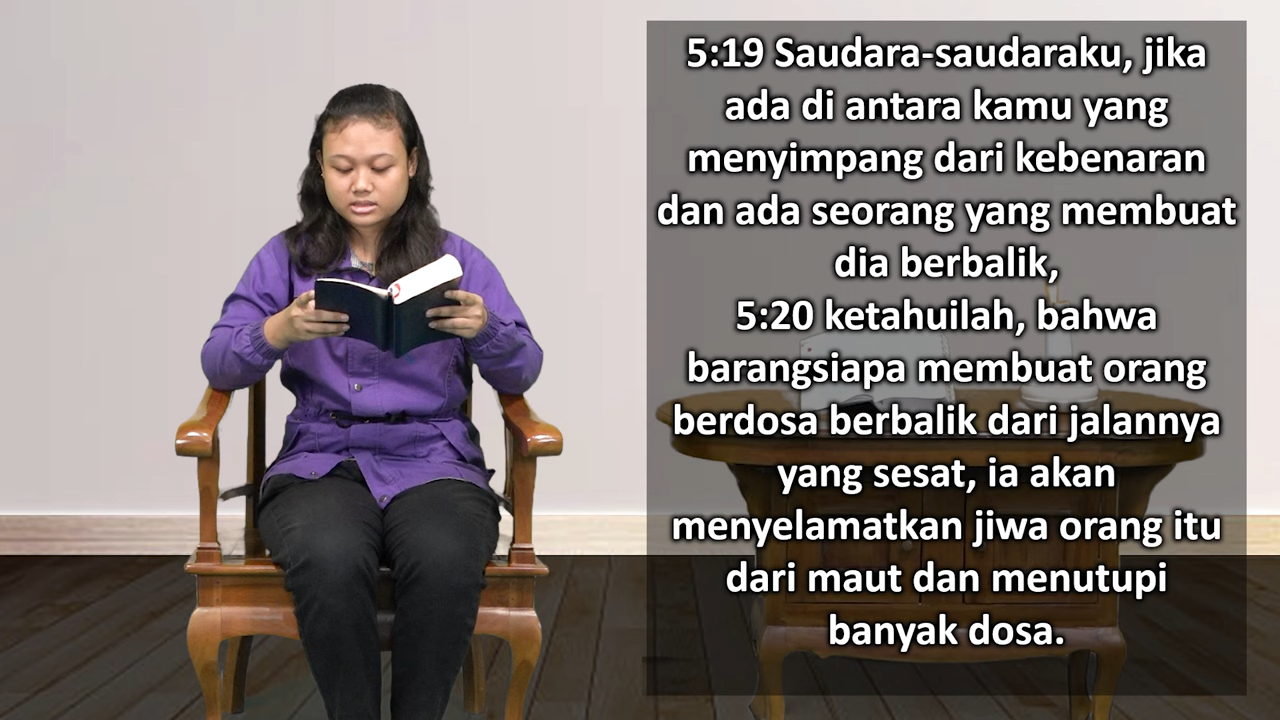 5:19 Saudara-saudaraku, jika
ada di antara kamu yang
menyimpang dari kebenaran
dan ada seorang yang membuat
dia berbalik,
5:20 ketahuilah, bahwa
barangsiapa membuat orang
berdosa berbalik dari jalannya
yang sesat, ia akan
menyelamatkan jiwa orang itu
dari maut dan menutupi
banyak dosa.